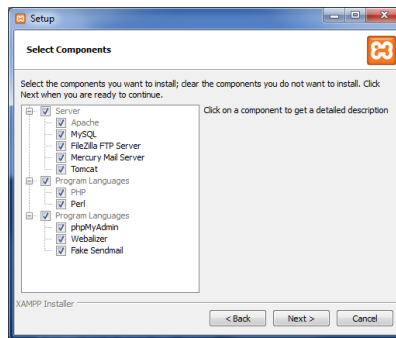 Setup
Select Components
Select the components you want to install; clear the components you do not want to install. Click
Next when you are ready to continue.
Server
Apache
MySQL
FileZilla FTP Server
Mercury Mail Server
Tomcat
Program Languages
PHP
Perl
Program Languages
phpMyAdmin
Webalizer
Fake Sendmail
Click on a component to get a detailed description
XAMPP Installer
< Back
Next >
Cancel